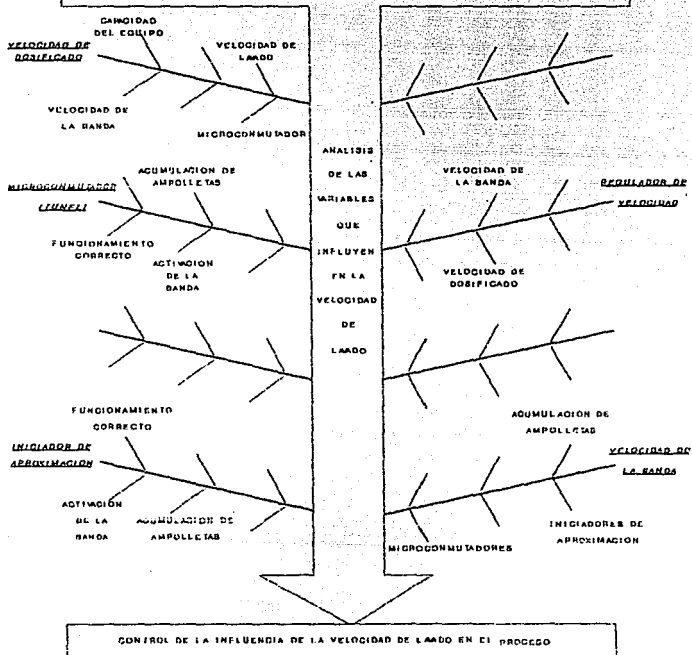 CAPACIDAD
DEL EQUIPO
VELOCIDAD DE
DOSIFICADO
VELOCIDAD DE
LAADO
VELOCIDAD DE
LA BANDA
MICROCONMUTADOR
MICROCONMUTADOR
(TUNEL)
ACUMULACION DE
AMPOLLETAS
FUNCIONAMIENTO
CORRECTO
ACTIVACION
DE LA
BANDA
ANALISIS
DE LAS
VARIABLES
QUE
INFLUYEN
EN LA
VELOCIDAD
DE
LAADO
VELOCIDAD DE
LA BANDA
REGULADOR DE
VELOCIDAD
VELOCIDAD DE
DOSIFICADO
FUNCIONAMIENTO
CORRECTO
INICIADOR DE
APROXIMACION
ACTIVACION
DE LA
BANDA
ACUMULACION DE
AMPOLLETAS
ACUMULACION DE
AMPOLLETAS
VELOCIDAD DE
LA BANDA
MICROCONMUTADORES
INICIADORES DE
APROXIMACION
CONTROL DE LA INFLUENCIA DE LA VELOCIDAD DE LAADO EN EL PROCESO